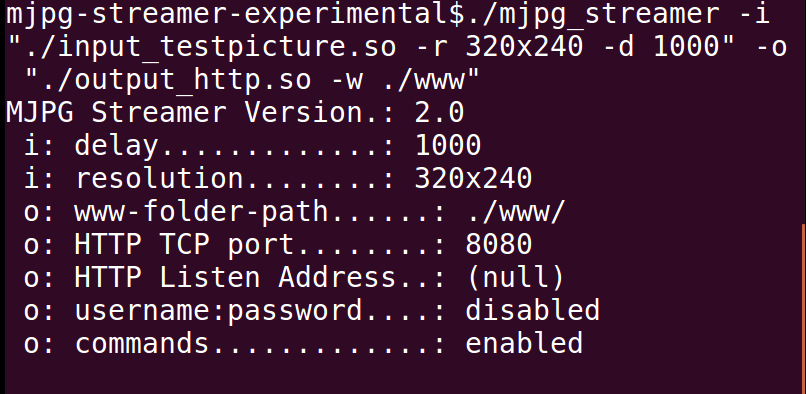 mjpg-streamer-experimental$./mjpg_streamer -i
"./input_testpicture.so -r 320x240 -d 1000" -o
 "./output_http.so -w ./www"
MJPG Streamer Version.: 2.0
 i: delay.............: 1000
 i: resolution........: 320x240
 o: www-folder-path......: ./www/
 o: HTTP TCP port........: 8080
 o: HTTP Listen Address..: (null)
 o: username:password....: disabled
 o: commands.............: enabled